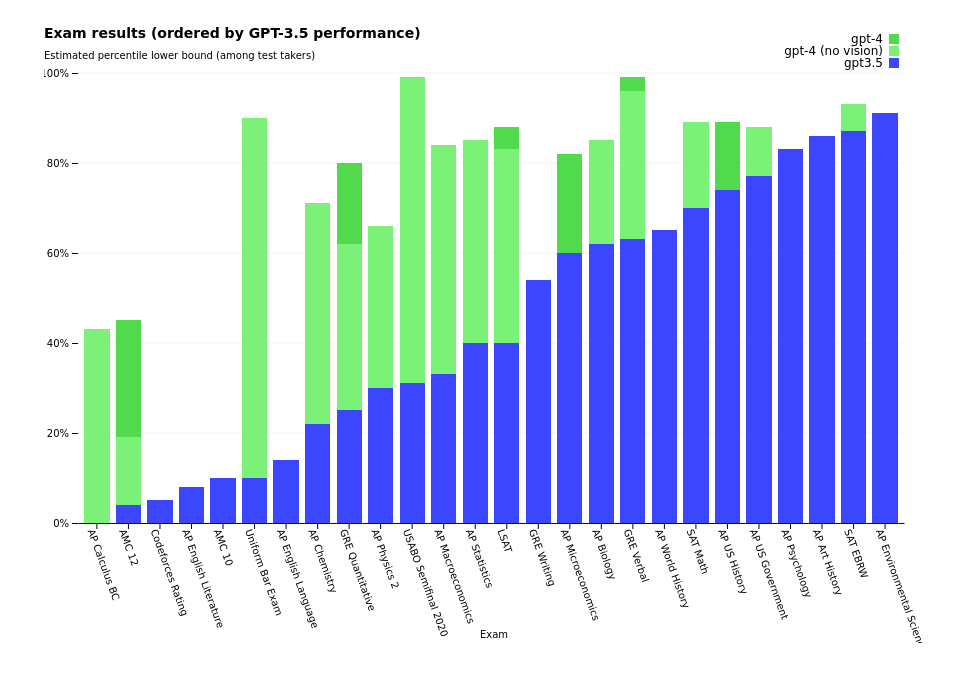 Exam results (ordered by GPT-3.5 performance)
Estimated percentile lower bound (among test takers)
gpt-4
gpt-4 (no vision)
gpt3.5
100%
80%
60%
40%
20%
0%
AP Calculus BC
AMC 12
Codeforces Rating
AP English Literature
AMC 10
Uniform Bar Exam
AP English Language
AP Chemistry
GRE Quantitative
AP Physics 2
USABO Semifinal 2020
AP Macroeconomics
AP Statistics
LSAT
GRE Writing
AP Microeconomics
AP Biology
GRE Verbal
AP World History
SAT Math
AP US History
AP US Government
AP Psychology
AP Art History
SAT EBRW
AP Environmental Scien
Exam